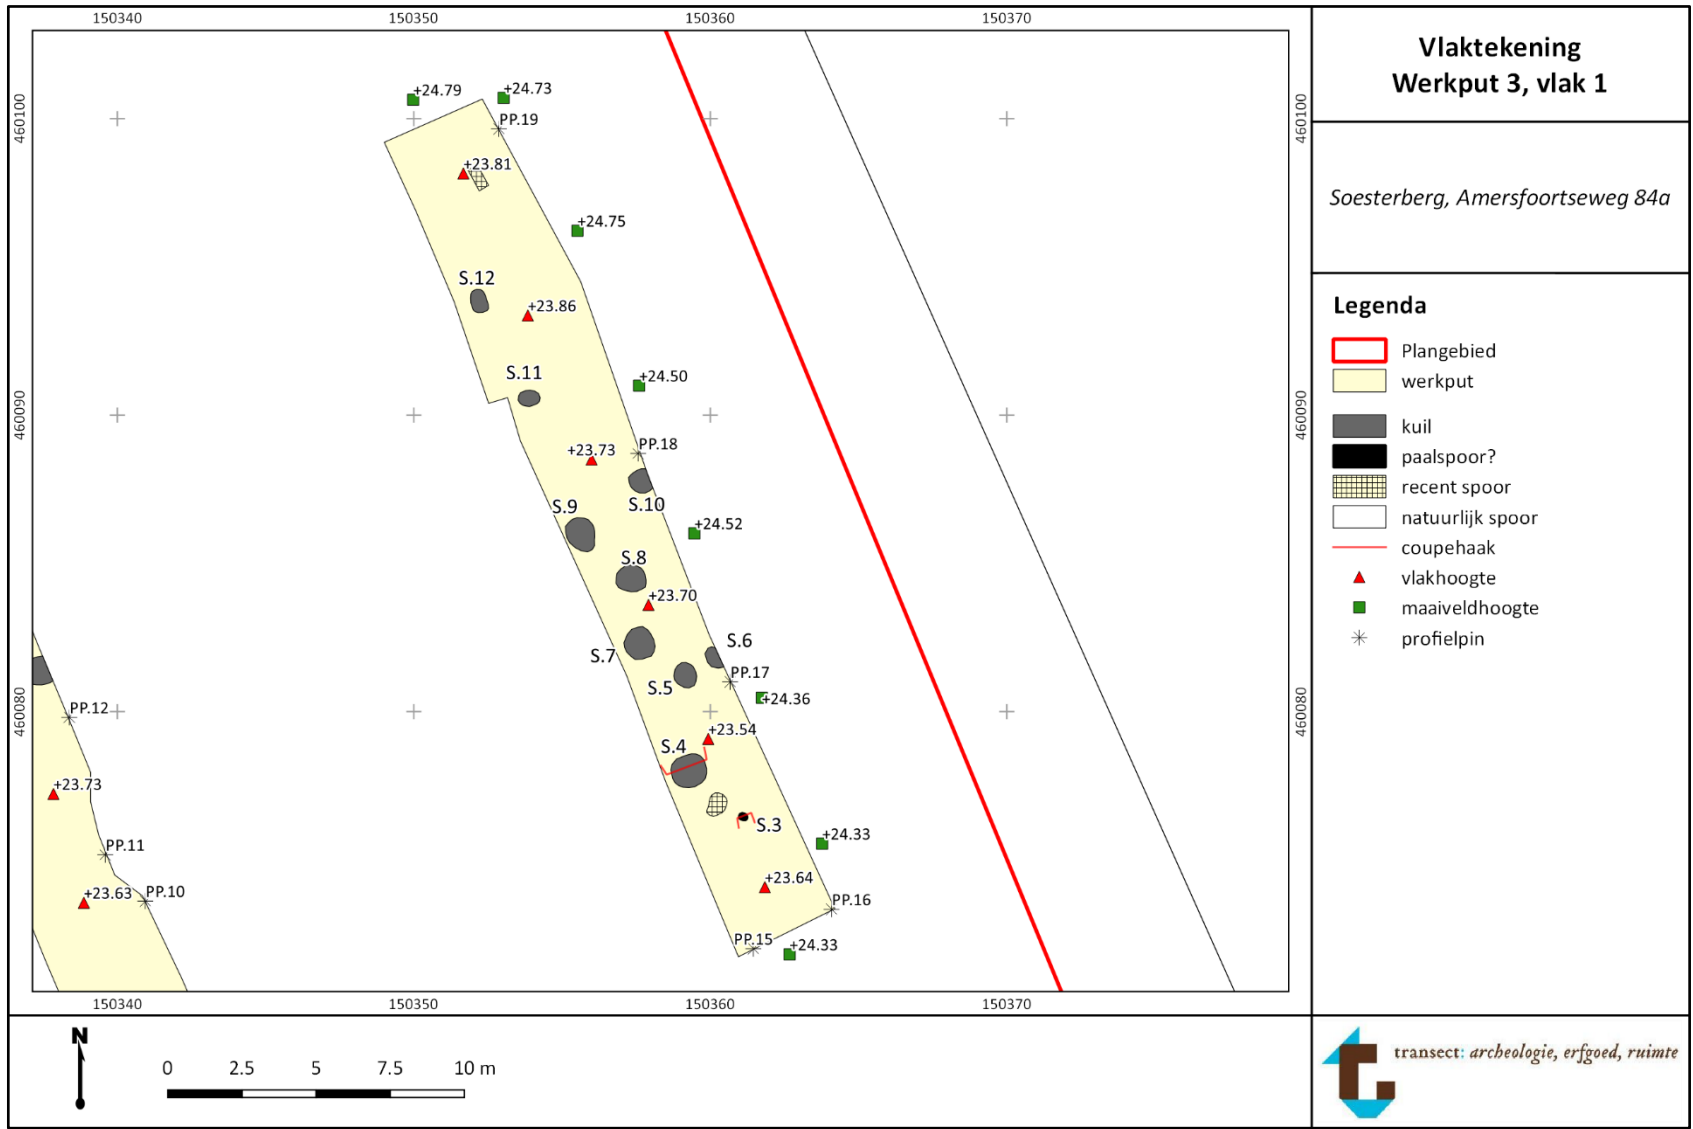 150340 150350 150360 150370
Vlaktekening
Werkput 3, vlak 1
Soesterberg, Amersfoortseweg 84a
Legenda
Plangebied
werkput
kuil
paalspoor?
recent spoor
natuurlijk spoor
coupehaak
vlakhoogte
maaiveldhoogte
profielpin
460100 460100
460090 460090
460080 460080
+24.79 +24.73
PP.19
+23.81
+24.75
S.12
+23.86
S.11
+24.50
+23.73 PP.18
S.9 S.10
+24.52
S.8
+23.70
S.7 S.6
S.5 PP.17
+24.36
PP.12
+23.54
S.4
+23.73
S.3
+24.33
PP.11
+23.64
+23.63 PP.10
PP.16
PP.15 +24.33
150340 150350 150360 150370
N
0 2.5 5 7.5 10 m
transect: archeologie, erfgoed, ruimte